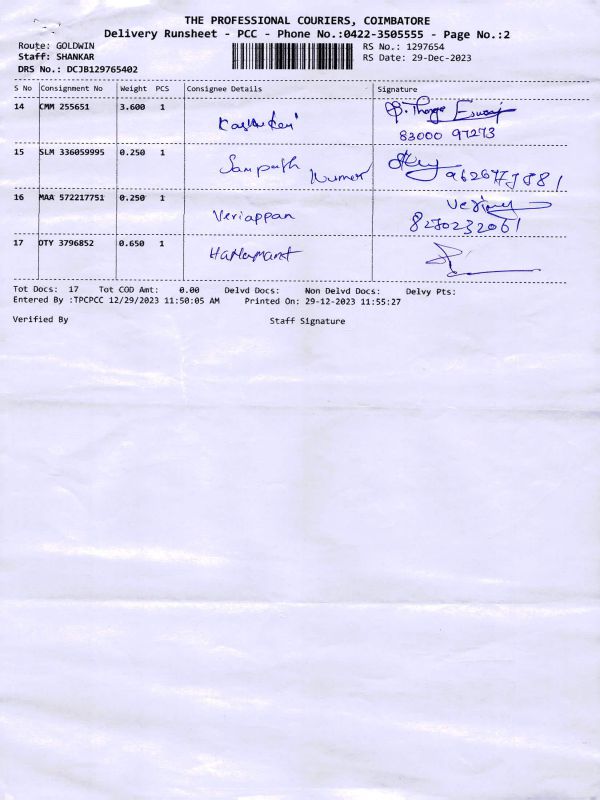 THE PROFESSIONAL COURIERS, COIMBATORE
Delivery Runsheet - PCC - Phone No.:0422-3505555 - Page No.:2
Route: GOLDWIN RS No.: 1297654
Staff: SHANKAR RS Date: 29-Dec-2023
DRS No.: DCJB129765402
S No Consignment No Weight PCS Consignee Details Signature
14 CMM 255651 3.600 1
83000 97273
15 SLM 336059995 0.250 1 Sampath Kumar
16 MAA 572217751 0.250 1 Veriappan
8270232061
17 OTY 3796852 0.650 1
Tot Docs: 17 Tot COD Amt: 0.00 Delvd Docs: Non Delvd Docs: Delvy Pts:
Entered By :TPCPCC 12/29/2023 11:50:05 AM Printed On: 29-12-2023 11:55:27
Verified By Staff Signature